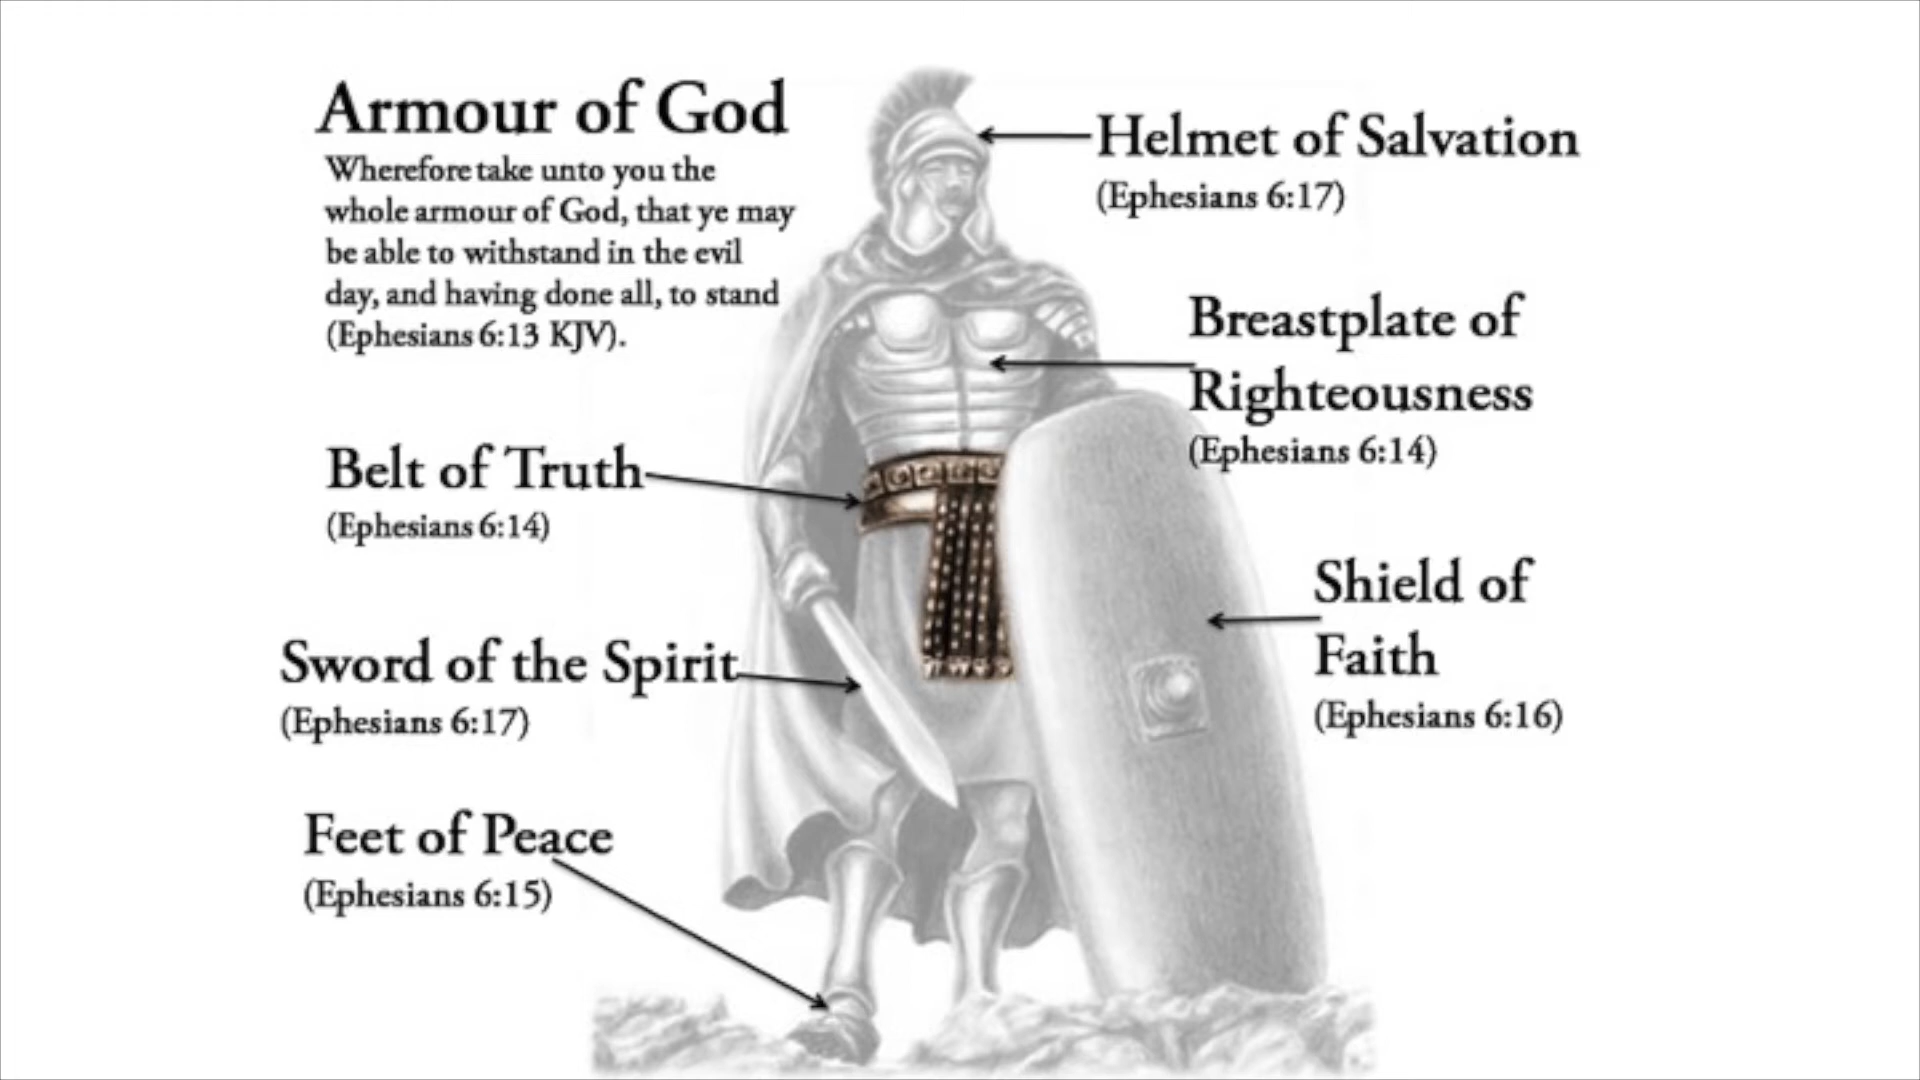 Armour of God
Wherefore take unto you the
whole armour of God, that ye may
be able to withstand in the evil
day, and having done all, to stand
(Ephesians 6:13 KJV).
Helmet of Salvation
(Ephesians 6:17)
Breastplate of
Righteousness
(Ephesians 6:14)
Belt of Truth
(Ephesians 6:14)
Shield of
Faith
(Ephesians 6:16)
Sword of the Spirit
(Ephesians 6:17)
Feet of Peace
(Ephesians 6:15)